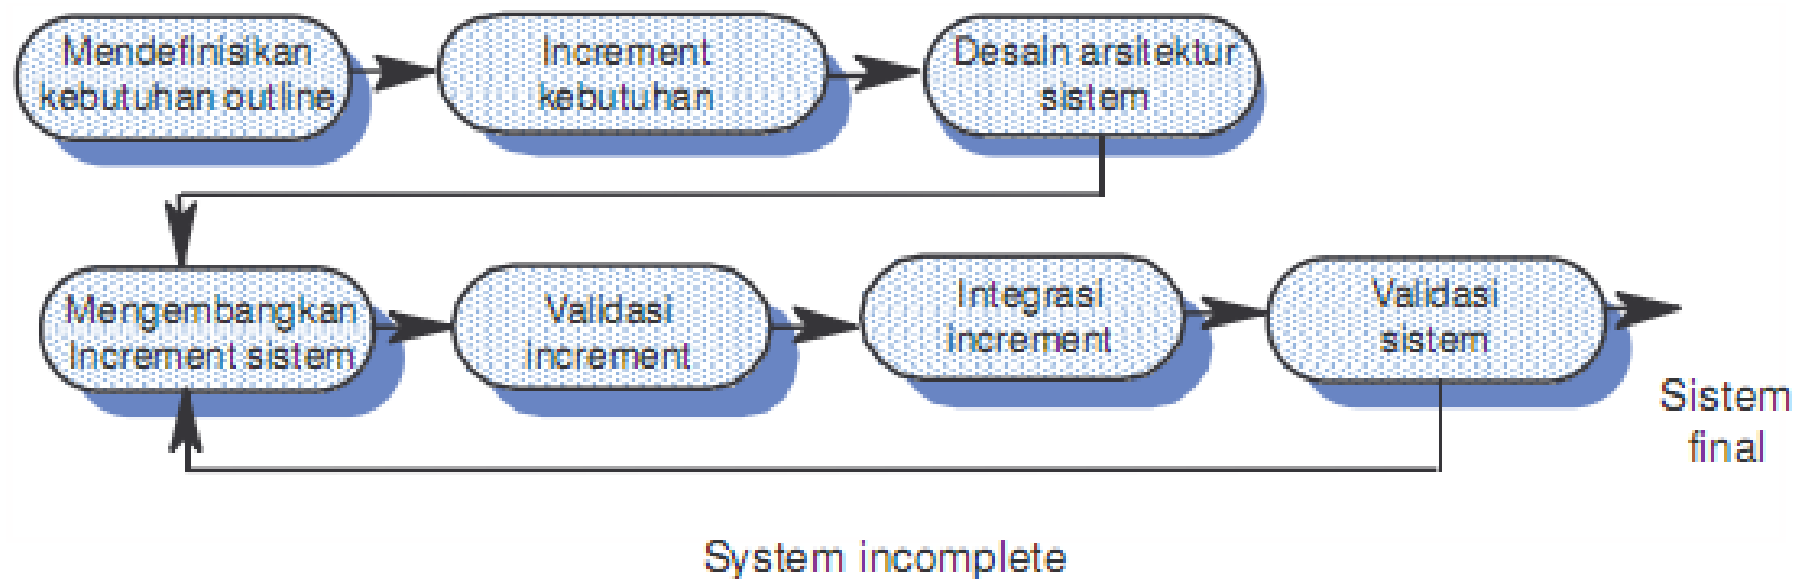 Mendefinisikan
kebutuhan outline
Increment
kebutuhan
Desain arsitektur
sistem
Mengembangkan
Increment sistem
Validasi
increment
Integrasi
increment
Validasi
sistem
Sistem
final
System incomplete